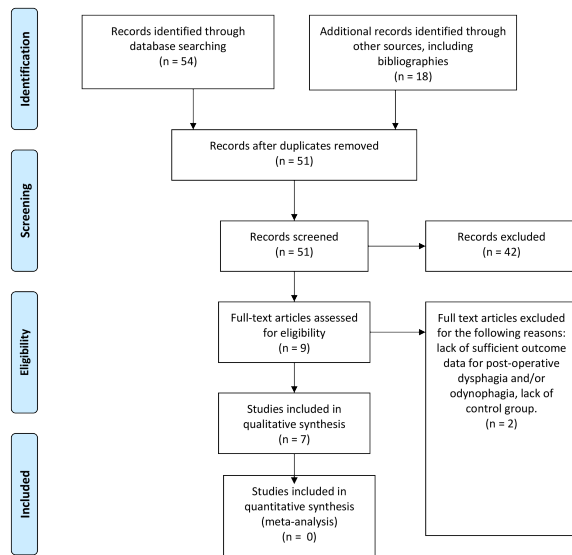 Identification
Records identified through
database searching
(n = 54)
Additional records identified through
other sources, including
bibliographies
(n = 18)
Records after duplicates removed
(n = 51)
Screening
Records screened
(n = 51)
Records excluded
(n = 42)
Eligibility
Full-text articles assessed
for eligibility
(n = 9)
Full text articles excluded
for the following reasons:
lack of sufficient outcome
data for post-operative
dysphagia and/or
odynophagia, lack of
control group.
(n = 2)
Studies included in
qualitative synthesis
(n = 7)
Included
Studies included in
quantitative synthesis
(meta-analysis)
(n = 0)